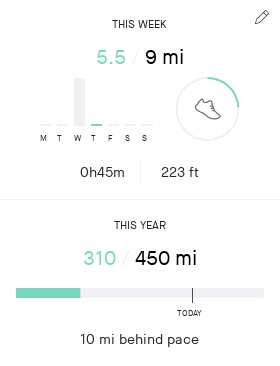 THIS WEEK
5.5 / 9 mi
M T W T F S S
0h45m 223 ft
THIS YEAR
310 / 450 mi
TODAY
10 mi behind pace